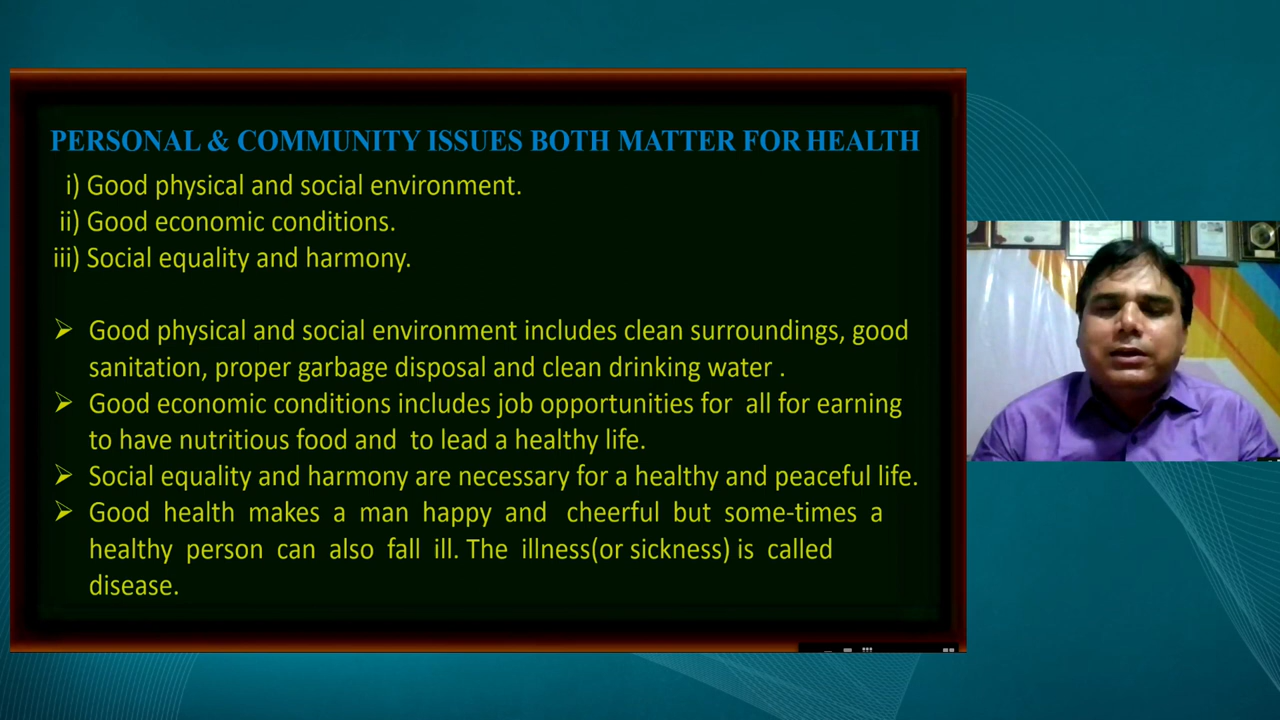 PERSONAL & COMMUNITY ISSUES BOTH MATTER FOR HEALTH
i) Good physical and social environment.
ii) Good economic conditions.
iii) Social equality and harmony.
➢ Good physical and social environment includes clean surroundings, good
sanitation, proper garbage disposal and clean drinking water .
➢ Good economic conditions includes job opportunities for all for earning
to have nutritious food and to lead a healthy life.
➢ Social equality and harmony are necessary for a healthy and peaceful life.
➢ Good health makes a man happy and cheerful but some-times a
healthy person can also fall ill. The illness(or sickness) is called
disease.